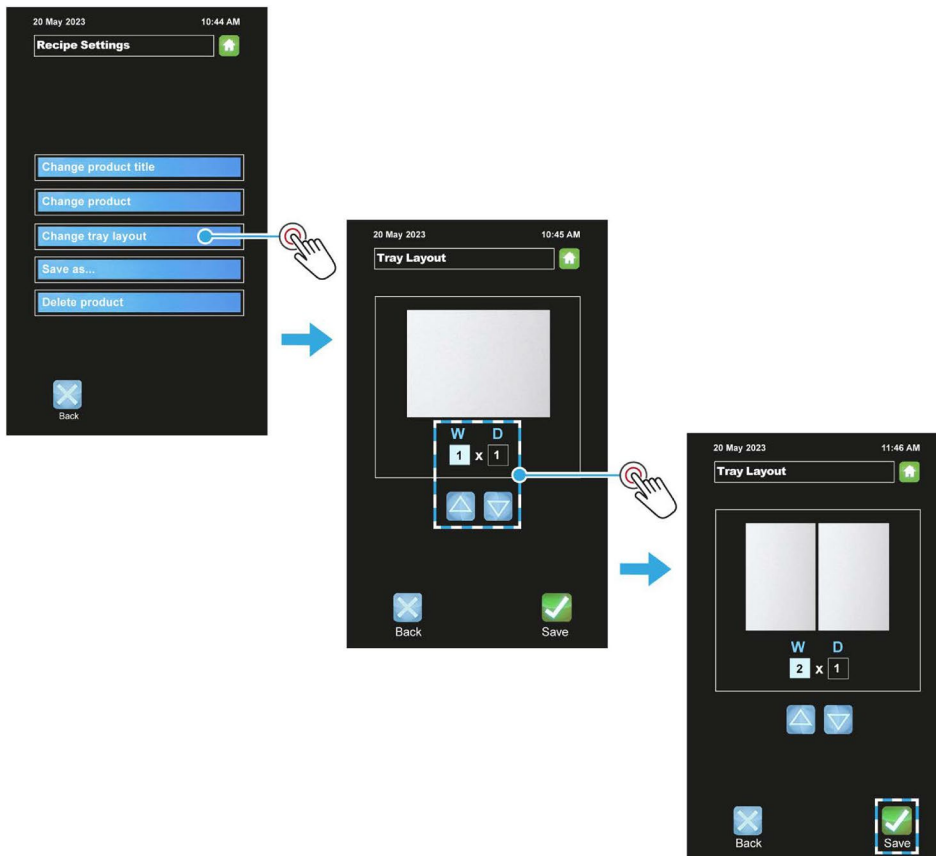 20 May 2023 10:44 AM
Recipe Settings
Change product title
Change product
Change tray layout
Save as...
Delete product
Back
20 May 2023 10:45 AM
Tray Layout
W D
1 x 1
Back Save
20 May 2023 11:46 AM
Tray Layout
W D
2 x 1
Back Save